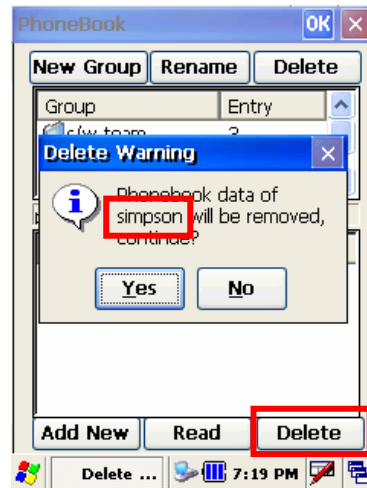 PhoneBook OK
New Group Rename Delete
Group Entry
s/w team 3
Delete Warning
Phonebook data of
simpson will be removed,
continue?
Yes No
Add New Read Delete
Delete ... 7:19 PM